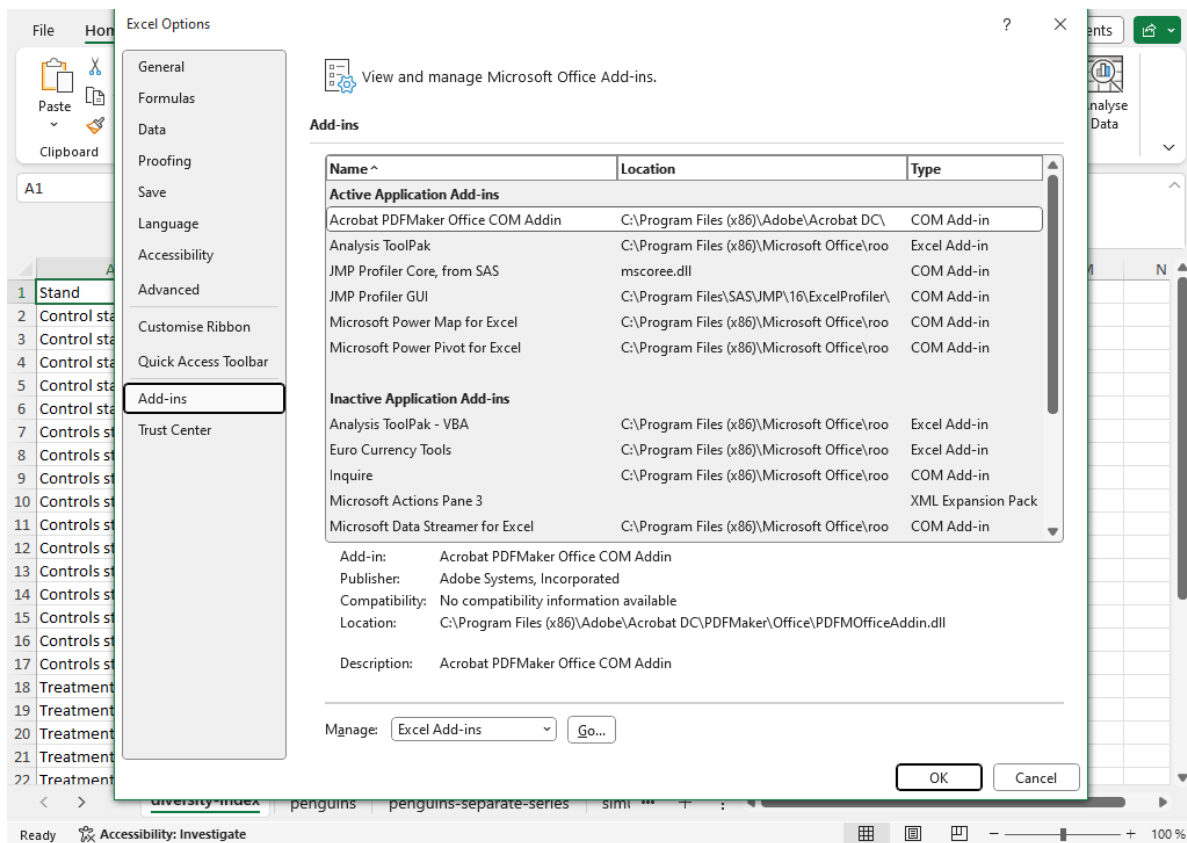 File Hom
Excel Options
? ×
ents
Paste
Clipboard
nalyse
Data
A1
General
Formulas
Data
Proofing
Save
Language
Accessibility
Advanced
Customise Ribbon
Quick Access Toolbar
Add-ins
Trust Center
View and manage Microsoft Office Add-ins.
Add-ins
Name Location Type
Active Application Add-ins
Acrobat PDFMaker Office COM Addin C:\Program Files (x86)\Adobe\Acrobat DC\ COM Add-in
Analysis ToolPak C:\Program Files (x86)\Microsoft Office\roo Excel Add-in
JMP Profiler Core, from SAS mscoree.dll COM Add-in
JMP Profiler GUI C:\Program Files\SAS\JMP\16\ExcelProfiler\ COM Add-in
Microsoft Power Map for Excel C:\Program Files (x86)\Microsoft Office\roo COM Add-in
Microsoft Power Pivot for Excel C:\Program Files (x86)\Microsoft Office\roo COM Add-in
Inactive Application Add-ins
Analysis ToolPak - VBA C:\Program Files (x86)\Microsoft Office\roo Excel Add-in
Euro Currency Tools C:\Program Files (x86)\Microsoft Office\roo Excel Add-in
Inquire C:\Program Files (x86)\Microsoft Office\roo COM Add-in
Microsoft Actions Pane 3 XML Expansion Pack
Microsoft Data Streamer for Excel C:\Program Files (x86)\Microsoft Office\roo COM Add-in
Add-in: Acrobat PDFMaker Office COM Addin
Publisher: Adobe Systems, Incorporated
Compatibility: No compatibility information available
Location: C:\Program Files (x86)\Adobe\Acrobat DC\PDFMaker\Office\PDFMOfficeAddin.dll
Description: Acrobat PDFMaker Office COM Addin
Manage: Excel Add-ins Go...
OK Cancel
A M N
1 Stand
2 Control sta
3 Control sta
4 Control sta
5 Control sta
6 Control sta
7 Controls st
8 Controls st
9 Controls st
10 Controls st
11 Controls st
12 Controls st
13 Controls st
14 Controls st
15 Controls st
16 Controls st
17 Controls st
18 Treatment
19 Treatment
20 Treatment
21 Treatment
22 Treatment
diversity-index penguins penguins-separate-series sim
Ready Accessibility: Investigate 100 %